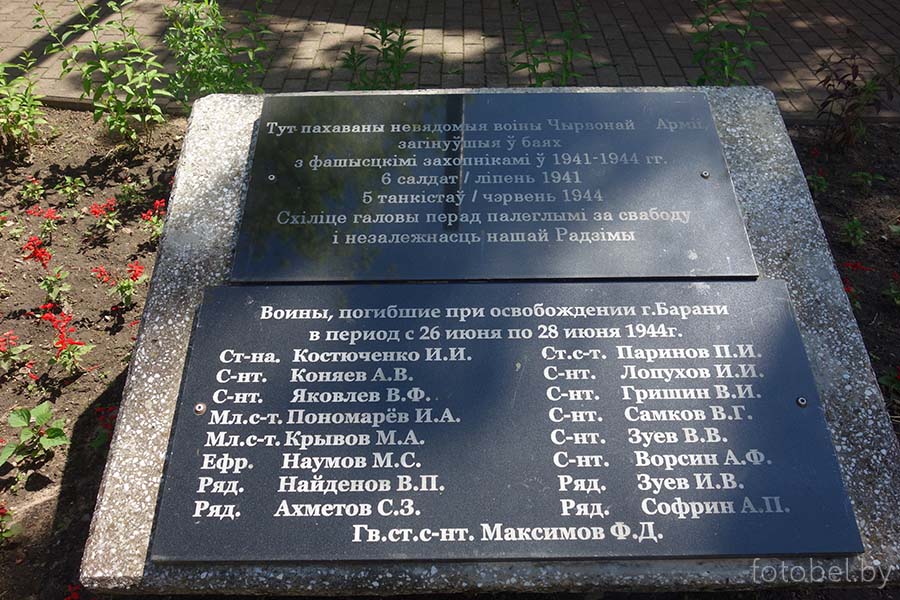 Тут пахаваны невядомыя воіны Чырвонай Арміі,
загінуўшыя ў баях
з фашысцкімі захопнікамі ў 1941-1944 гг.
6 салдат / ліпень 1941
5 танкістаў / чэрвень 1944
Схіліце галовы перад палеглымі за свабоду
і незалежнасць нашай Радзімы
Воины, погибшие при освобождении г.Барани
в период с 26 июня по 28 июня 1944г.
Ст-на. Костюченко И.И. Ст.с-т. Паринов П.И.
С-нт. Коняев А.В. С-нт. Лопухов И.И.
С-нт. Яковлев В.Ф. С-нт. Гришин В.И.
Мл.с-т. Пономарёв И.А. С-нт. Самков В.Г.
Мл.с-т. Крывов М.А. С-нт. Зуев В.В.
Ефр. Наумов М.С. С-нт. Ворсин А.Ф.
Ряд. Найденов В.П. Ряд. Зуев И.В.
Ряд. Ахметов С.З. Ряд. Софрин А.П.
Гв.ст.с-нт. Максимов Ф.Д.
fotobel.by